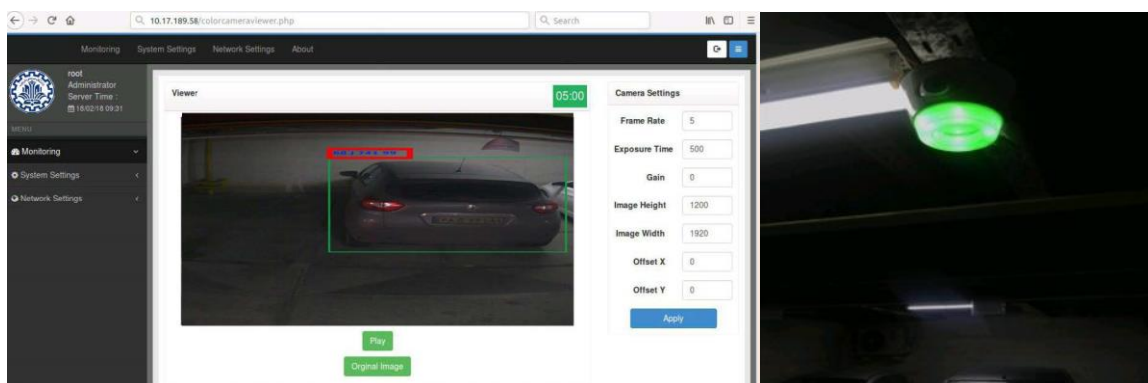 10.17.189.58/colorcameraviewer.php
Search
Monitoring System Settings Network Settings About
root
Administrator
Server Time :
MENU
Monitoring
System Settings
Network Settings
Viewer
05:00
Play
Orginal Image
Camera Settings
Frame Rate 5
Exposure Time 500
Gain 0
Image Height 1200
Image Width 1920
Offset X 0
Offset Y 0
Apply